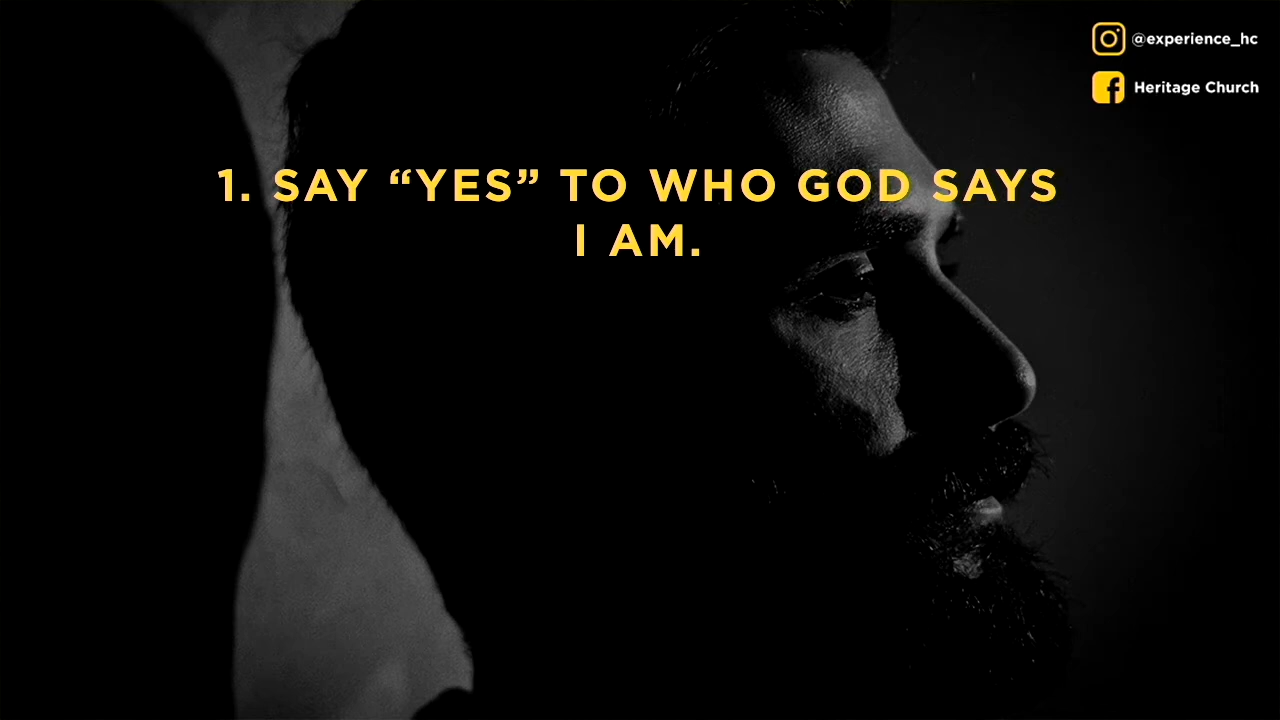 @experience_hc
Heritage Church
1. SAY “YES” TO WHO GOD SAYS
I AM.